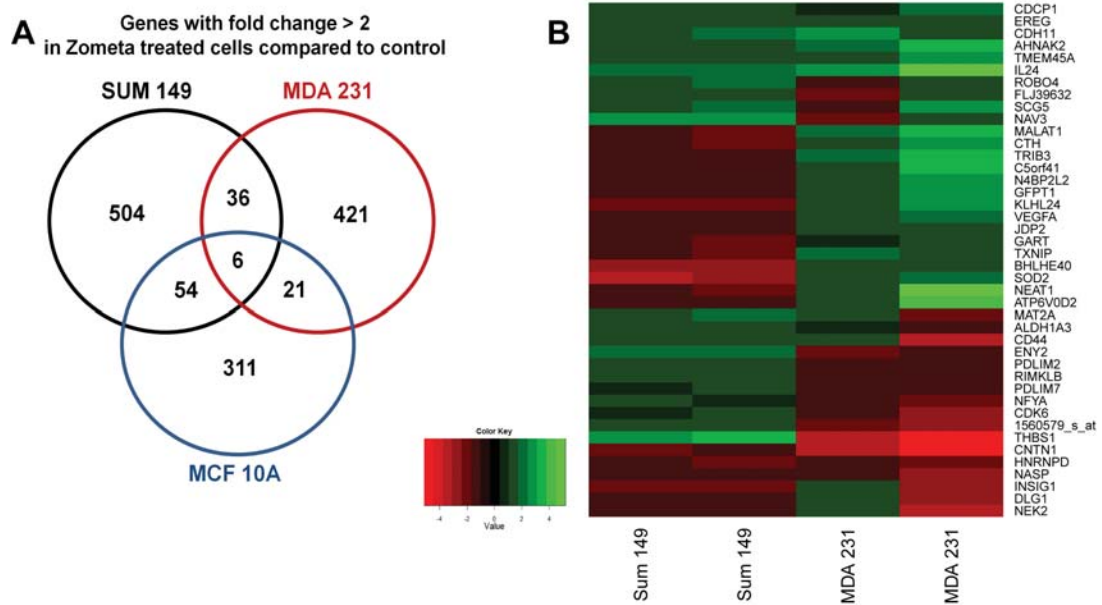 A
Genes with fold change > 2
in Zometa treated cells compared to control
SUM 149
MDA 231
504
36
421
6
54
21
311
MCF 10A
Color Key
-4 -2 0 2 4
Value
B
CDCP1
EREG
CDH11
AHNAK2
TMEM45A
IL24
ROBO4
FLJ39632
SCG5
NAV3
MALAT1
CTH
TRIB3
C5orf41
N4BP2L2
GFPT1
KLHL24
VEGFA
JDP2
GART
TXNIP
BHLHE40
SOD2
NEAT1
ATP6V0D2
MAT2A
ALDH1A3
CD44
ENY2
PDLIM2
RIMKLB
PDLIM7
NFYA
CDK6
1560579_s_at
THBS1
CNTN1
HNRNPD
NASP
INSIG1
DLG1
NEK2
Sum 149
Sum 149
MDA 231
MDA 231